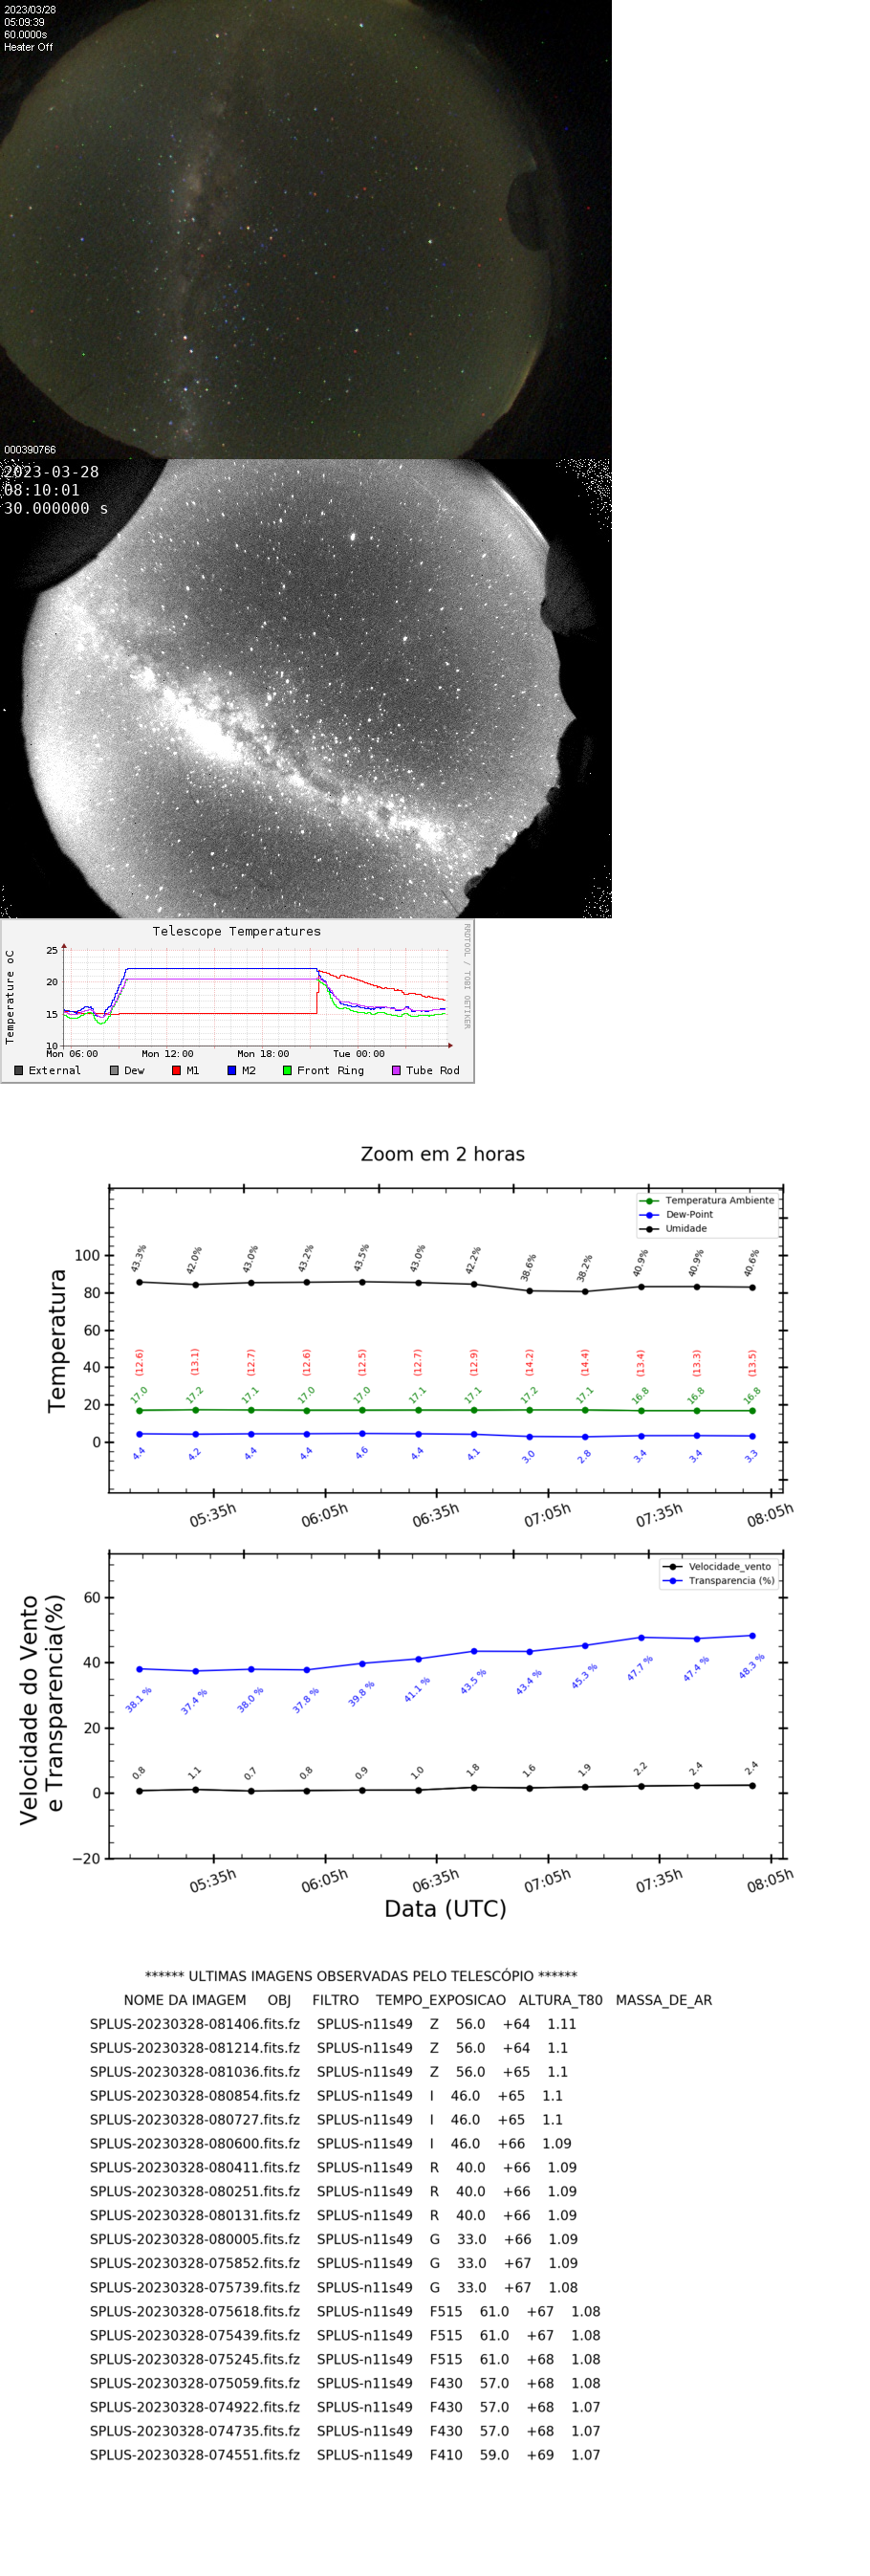 2023/03/28
05:09:39
60.0000s
Heater Off
000390766
2023-03-28
08:10:01
30.000000 s
Telescope Temperatures
RRDTOOL / TOBI OETIKER
Temperature oC
25
20
15
10
Mon 06:00 Mon 12:00 Mon 18:00 Tue 00:00
External Dew M1 M2 Front Ring Tube Rod
Zoom em 2 horas
Temperatura Ambiente
Dew-Point
Umidade
Temperatura
100
80
60
40
20
0
43.3% 42.0% 43.0% 43.2% 43.5% 43.0% 42.2% 38.6% 38.2% 40.9% 40.9% 40.6%
(12.6) (13.1) (12.7) (12.6) (12.5) (12.7) (12.9) (14.2) (14.4) (13.4) (13.3) (13.5)
17.0 17.2 17.1 17.0 17.0 17.1 17.1 17.2 17.1 16.8 16.8 16.8
4.4 4.2 4.4 4.4 4.6 4.4 4.1 3.0 2.8 3.4 3.4 3.3
05:35h 06:05h 06:35h 07:05h 07:35h 08:05h
Velocidade_vento
Transparencia (%)
Velocidade do Vento
e Transparencia(%)
60
40
20
0
−20
38.1 % 37.4 % 38.0 % 37.8 % 39.8 % 41.1 % 43.5 % 43.4 % 45.3 % 47.7 % 47.4 % 48.3 %
0.8 1.1 0.7 0.8 0.9 1.0 1.8 1.6 1.9 2.2 2.4 2.4
05:35h 06:05h 06:35h 07:05h 07:35h 08:05h
Data (UTC)
****** ULTIMAS IMAGENS OBSERVADAS PELO TELESCÓPIO ******
NOME DA IMAGEM OBJ FILTRO TEMPO_EXPOSICAO ALTURA_T80 MASSA_DE_AR
SPLUS-20230328-081406.fits.fz SPLUS-n11s49 Z 56.0 +64 1.11
SPLUS-20230328-081214.fits.fz SPLUS-n11s49 Z 56.0 +64 1.1
SPLUS-20230328-081036.fits.fz SPLUS-n11s49 Z 56.0 +65 1.1
SPLUS-20230328-080854.fits.fz SPLUS-n11s49 I 46.0 +65 1.1
SPLUS-20230328-080727.fits.fz SPLUS-n11s49 I 46.0 +65 1.1
SPLUS-20230328-080600.fits.fz SPLUS-n11s49 I 46.0 +66 1.09
SPLUS-20230328-080411.fits.fz SPLUS-n11s49 R 40.0 +66 1.09
SPLUS-20230328-080251.fits.fz SPLUS-n11s49 R 40.0 +66 1.09
SPLUS-20230328-080131.fits.fz SPLUS-n11s49 R 40.0 +66 1.09
SPLUS-20230328-080005.fits.fz SPLUS-n11s49 G 33.0 +66 1.09
SPLUS-20230328-075852.fits.fz SPLUS-n11s49 G 33.0 +67 1.09
SPLUS-20230328-075739.fits.fz SPLUS-n11s49 G 33.0 +67 1.08
SPLUS-20230328-075618.fits.fz SPLUS-n11s49 F515 61.0 +67 1.08
SPLUS-20230328-075439.fits.fz SPLUS-n11s49 F515 61.0 +67 1.08
SPLUS-20230328-075245.fits.fz SPLUS-n11s49 F515 61.0 +68 1.08
SPLUS-20230328-075059.fits.fz SPLUS-n11s49 F430 57.0 +68 1.08
SPLUS-20230328-074922.fits.fz SPLUS-n11s49 F430 57.0 +68 1.07
SPLUS-20230328-074735.fits.fz SPLUS-n11s49 F430 57.0 +68 1.07
SPLUS-20230328-074551.fits.fz SPLUS-n11s49 F410 59.0 +69 1.07